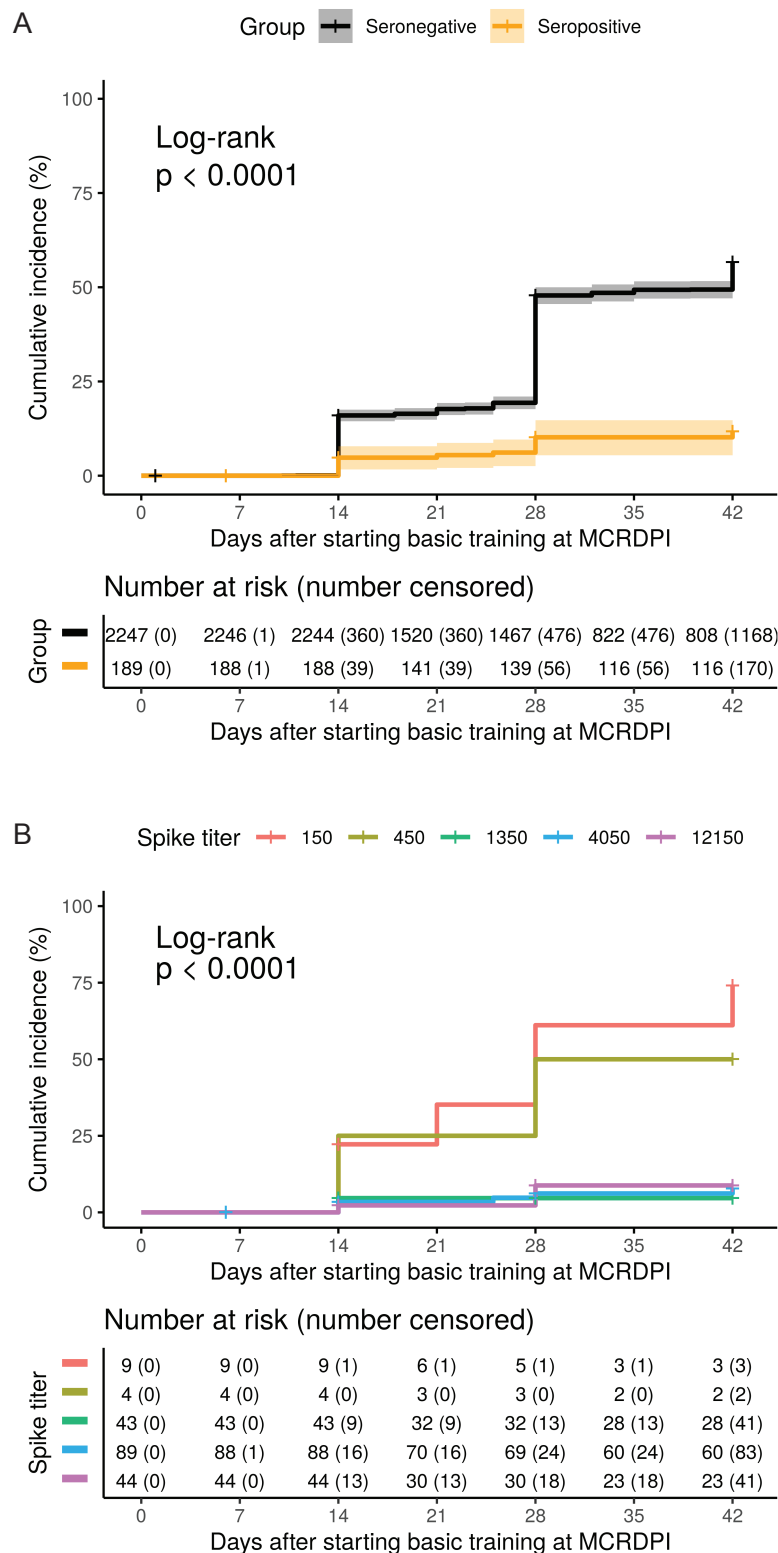 A
Group Seronegative Seropositive
100
75
50
25
0
Cumulative incidence (%)
Log-rank
p < 0.0001
0 7 14 21 28 35 42
Days after starting basic training at MCRDPI
Number at risk (number censored)
Group
2247 (0) 2246 (1) 2244 (360) 1520 (360) 1467 (476) 822 (476) 808 (1168)
189 (0) 188 (1) 188 (39) 141 (39) 139 (56) 116 (56) 116 (170)
0 7 14 21 28 35 42
Days after starting basic training at MCRDPI
B
Spike titer 150 450 1350 4050 12150
100
75
50
25
0
Cumulative incidence (%)
Log-rank
p < 0.0001
0 7 14 21 28 35 42
Days after starting basic training at MCRDPI
Number at risk (number censored)
Spike titer
9 (0) 9 (0) 9 (1) 6 (1) 5 (1) 3 (1) 3 (3)
4 (0) 4 (0) 4 (0) 3 (0) 3 (0) 2 (0) 2 (2)
43 (0) 43 (0) 43 (9) 32 (9) 32 (13) 28 (13) 28 (41)
89 (0) 88 (1) 88 (16) 70 (16) 69 (24) 60 (24) 60 (83)
44 (0) 44 (0) 44 (13) 30 (13) 30 (18) 23 (18) 23 (41)
0 7 14 21 28 35 42
Days after starting basic training at MCRDPI